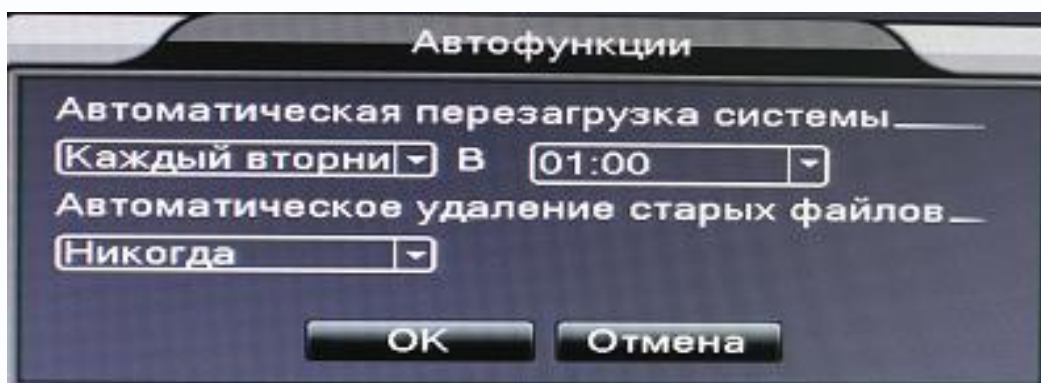 Автофункции
Автоматическая перезагрузка системы
Каждый вторни В 01:00
Автоматическое удаление старых файлов
Никогда
OK Отмена